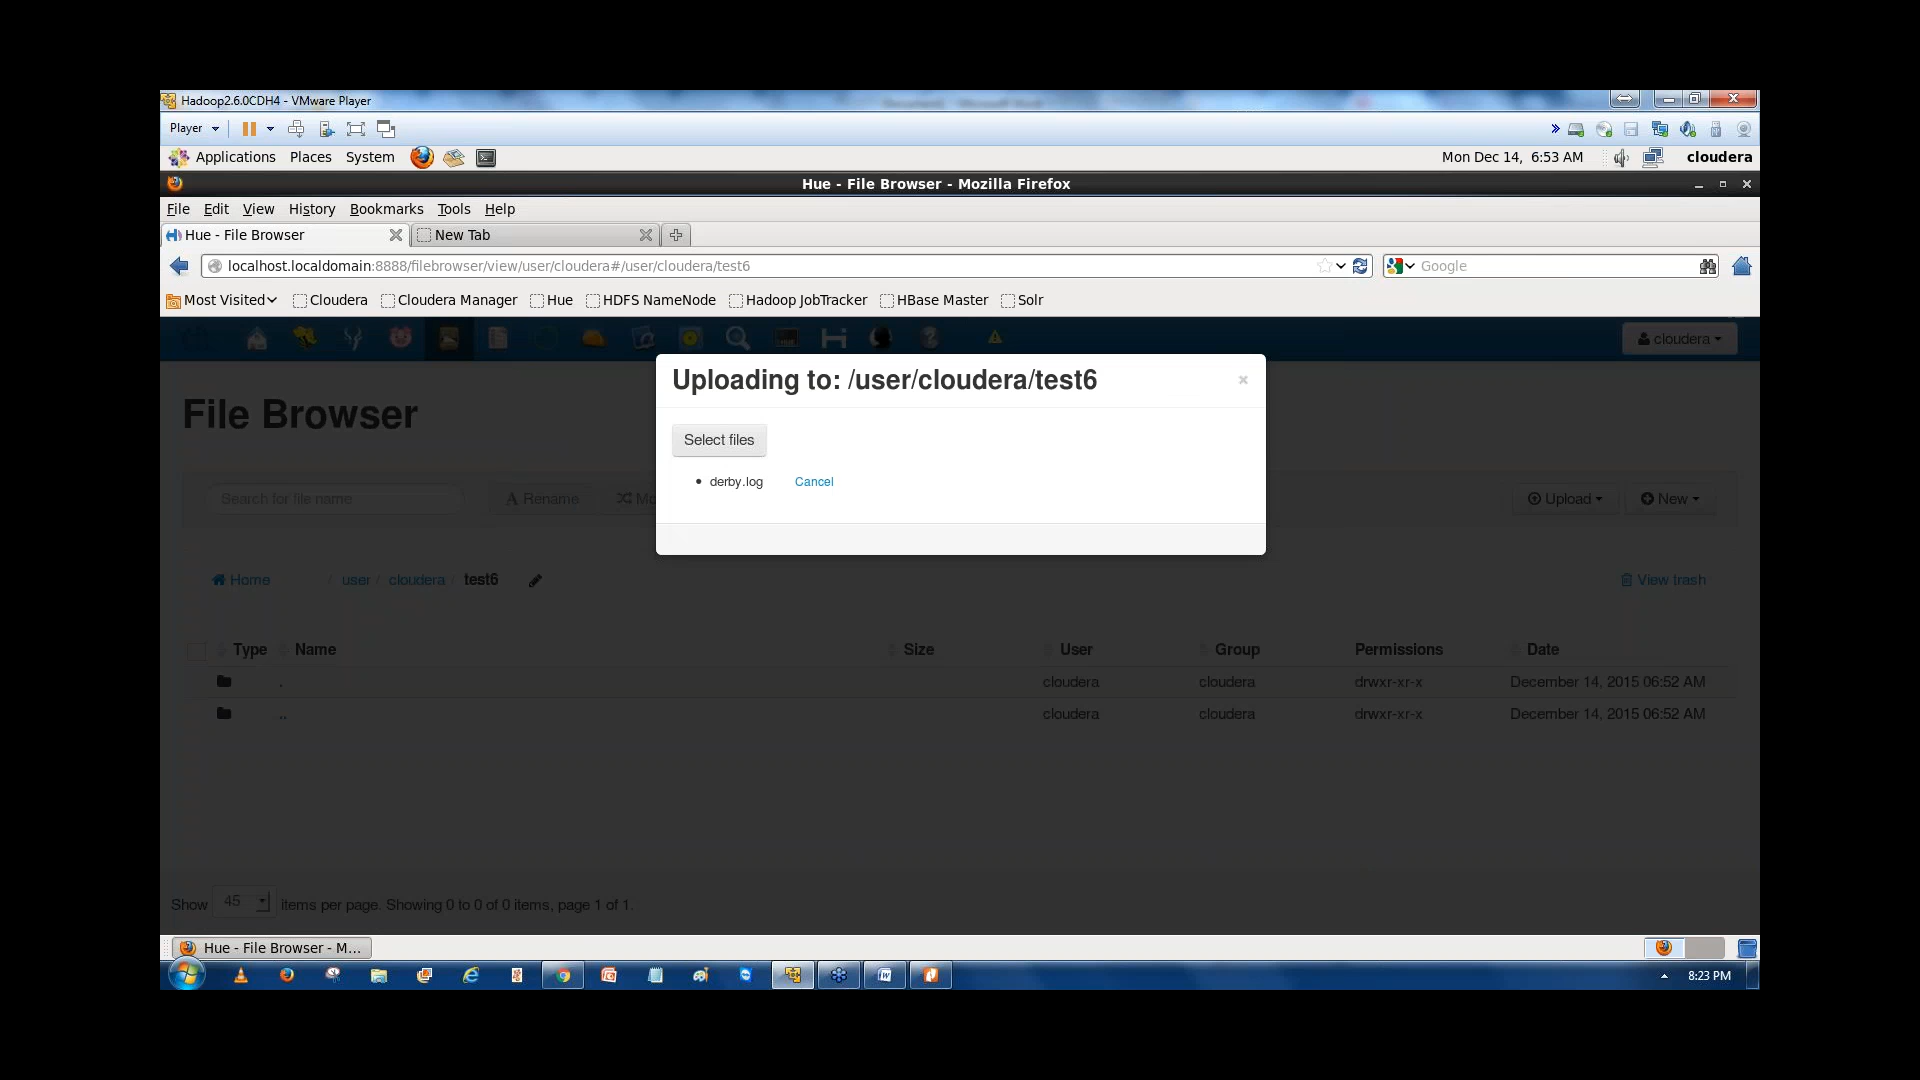 Hadoop2.6.0CDH4 - VMware Player
Player
Applications Places System Mon Dec 14, 6:53 AM cloudera
Hue - File Browser - Mozilla Firefox
File Edit View History Bookmarks Tools Help
Hue - File Browser New Tab
localhost.localdomain:8888/filebrowser/view/user/cloudera#/user/cloudera/test6 Google
Most Visited Cloudera Cloudera Manager Hue HDFS NameNode Hadoop JobTracker HBase Master Solr
cloudera
Uploading to: /user/cloudera/test6 ×
File Browser
Select files
derby.log Cancel
Search for file name Rename Upload New
Home / user / cloudera / test6 View trash
Type Name Size User Group Permissions Date
. cloudera cloudera drwxr-xr-x December 14, 2015 06:52 AM
.. cloudera cloudera drwxr-xr-x December 14, 2015 06:52 AM
Show 45 items per page. Showing 0 to 0 of 0 items, page 1 of 1.
Hue - File Browser - M...
8:23 PM